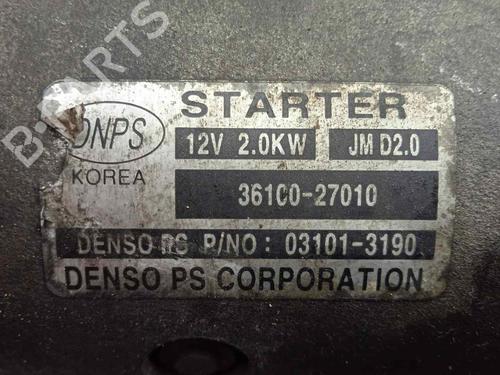 B-PARTS
STARTER
DNPS
KOREA
12V 2.0KW JM D2.0
36100-27010
DENSO PS P/NO : 03101-3190
DENSO PS CORPORATION